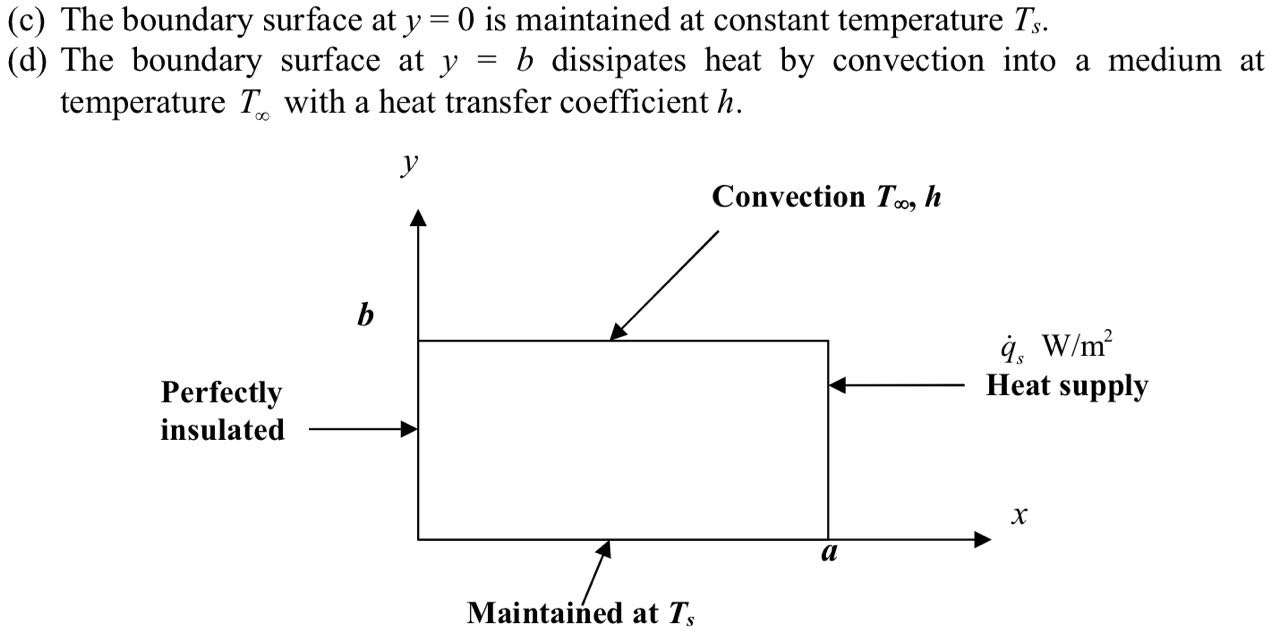 (c) The boundary surface at y = 0 is maintained at constant temperature Tₛ.
(d) The boundary surface at y = b dissipates heat by convection into a medium at
temperature T∞ with a heat transfer coefficient h.
y
Convection T∞, h
b
q̇ₛ W/m²
Heat supply
Perfectly
insulated
x
a
Maintained at Tₛ